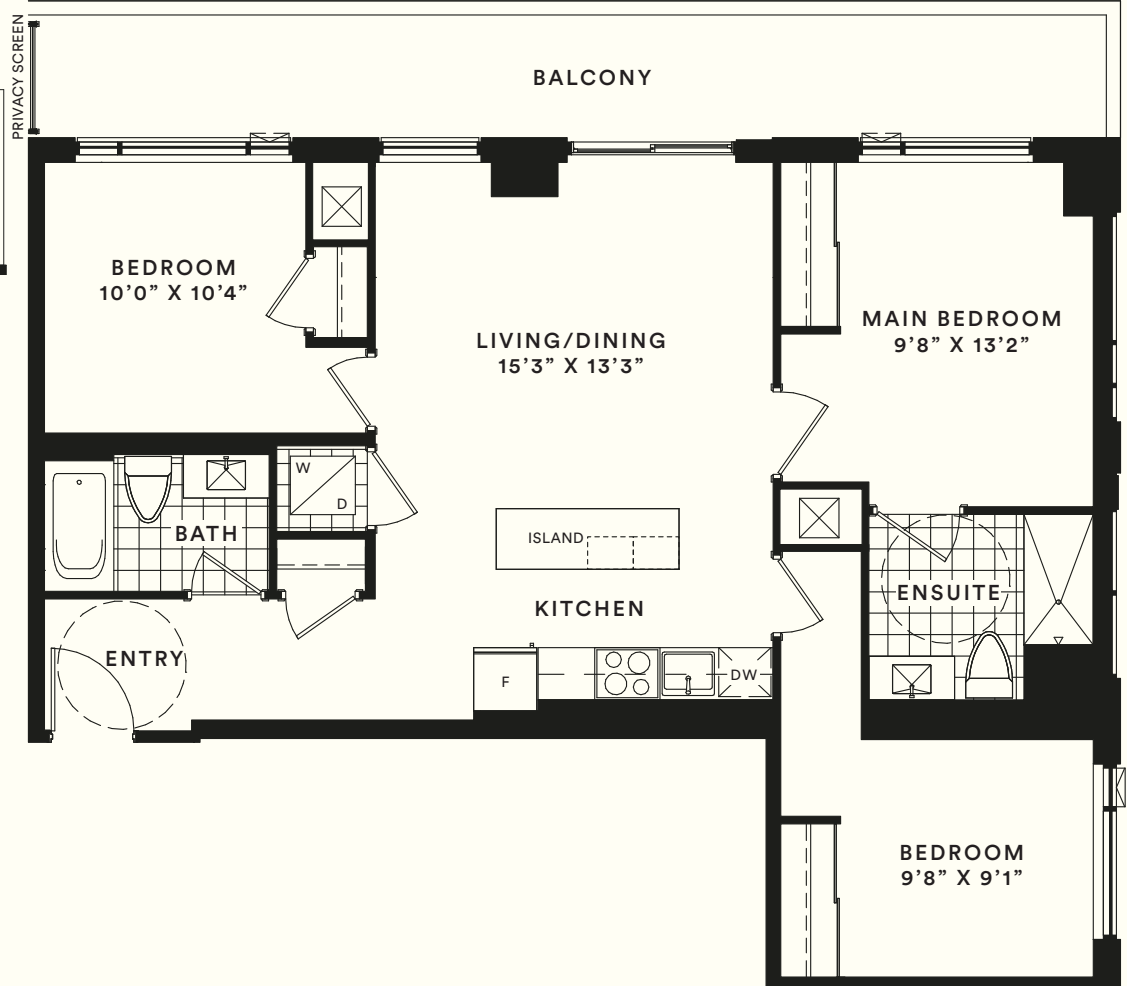 PRIVACY SCREEN
BALCONY
BEDROOM
10’0” X 10’4”
LIVING/DINING
15’3” X 13’3”
MAIN BEDROOM
9’8” X 13’2”
W
D
BATH
ISLAND
ENSUITE
KITCHEN
ENTRY
F
DW
BEDROOM
9’8” X 9’1”